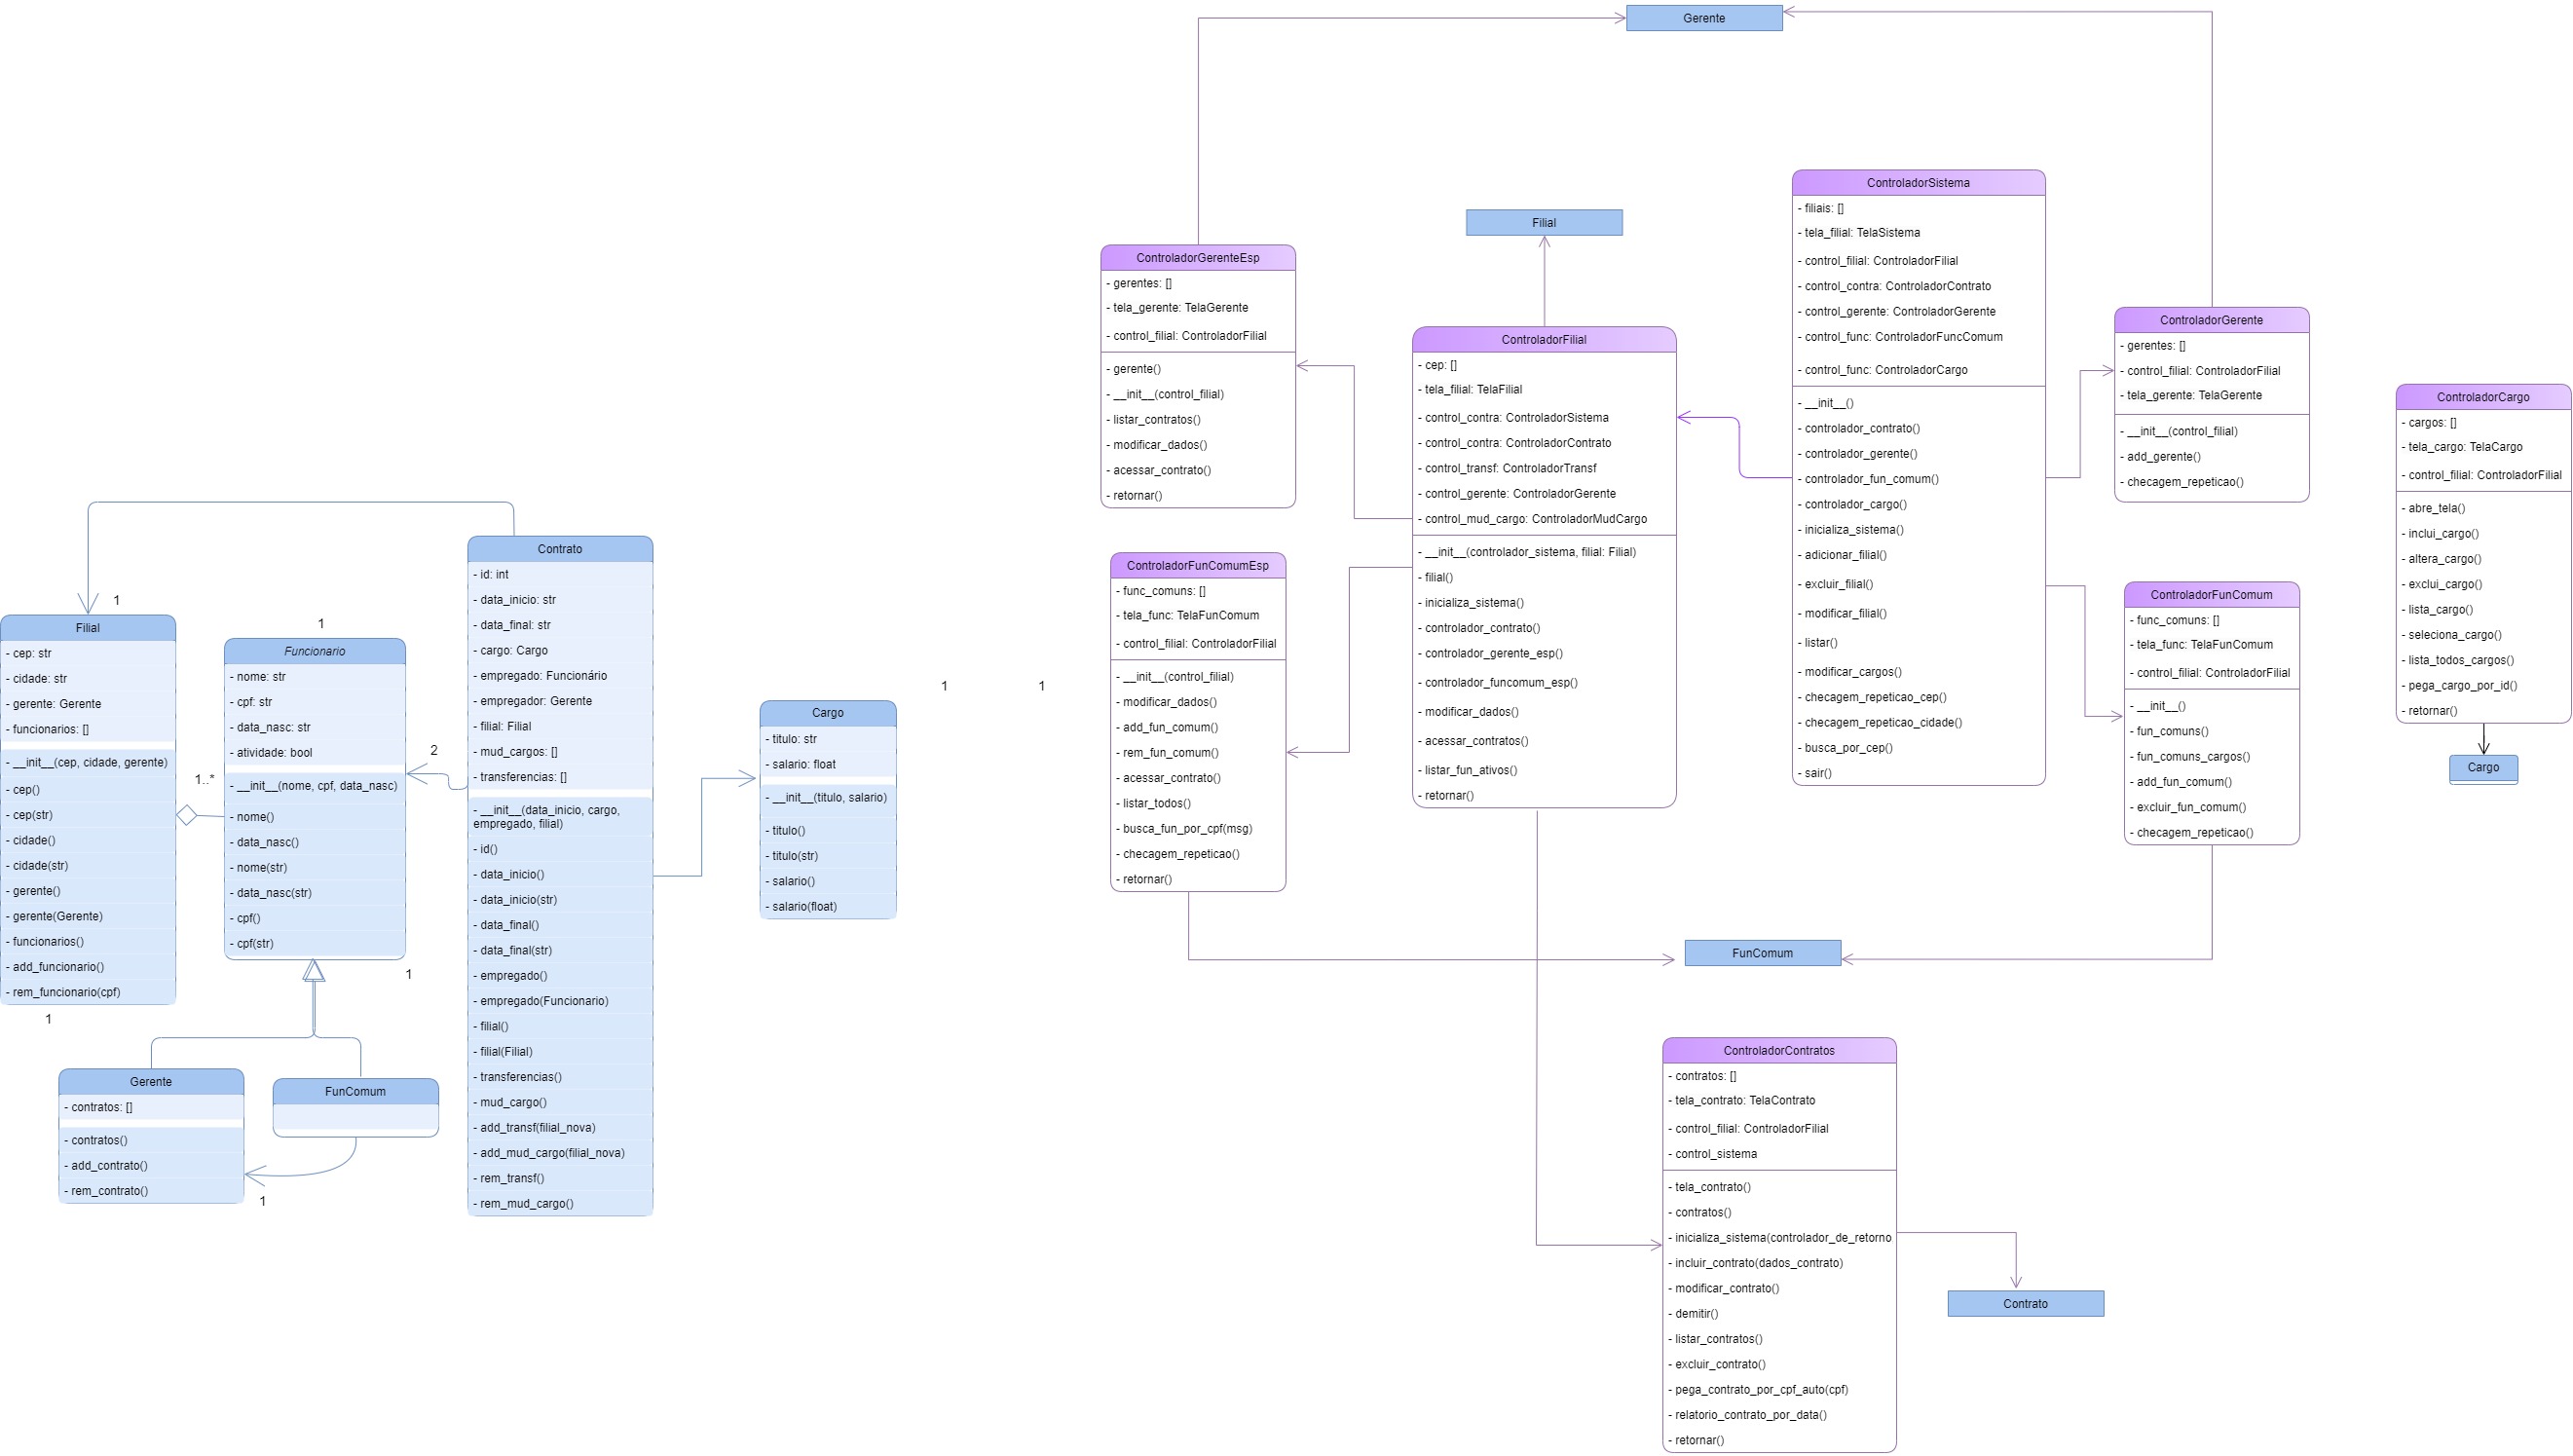 Gerente
ControladorSistema
- filiais: []
- tela_filial: TelaSistema
- control_filial: ControladorFilial
- control_contra: ControladorContrato
- control_gerente: ControladorGerente
- control_func: ControladorFuncComum
- control_func: ControladorCargo
- __init__()
- controlador_contrato()
- controlador_gerente()
- controlador_fun_comum()
- controlador_cargo()
- inicializa_sistema()
- adicionar_filial()
- excluir_filial()
- modificar_filial()
- listar()
- modificar_cargos()
- checagem_repeticao_cep()
- checagem_repeticao_cidade()
- busca_por_cep()
- sair()
Filial
ControladorGerenteEsp
- gerentes: []
- tela_gerente: TelaGerente
- control_filial: ControladorFilial
- gerente()
- __init__(control_filial)
- listar_contratos()
- modificar_dados()
- acessar_contrato()
- retornar()
ControladorFilial
- cep: []
- tela_filial: TelaFilial
- control_contra: ControladorSistema
- control_contra: ControladorContrato
- control_transf: ControladorTransf
- control_gerente: ControladorGerente
- control_mud_cargo: ControladorMudCargo
- __init__(controlador_sistema, filial: Filial)
- filial()
- inicializa_sistema()
- controlador_contrato()
- controlador_gerente_esp()
- controlador_funcomum_esp()
- modificar_dados()
- acessar_contratos()
- listar_fun_ativos()
- retornar()
ControladorGerente
- gerentes: []
- control_filial: ControladorFilial
- tela_gerente: TelaGerente
- __init__(control_filial)
- add_gerente()
- checagem_repeticao()
ControladorCargo
- cargos: []
- tela_cargo: TelaCargo
- control_filial: ControladorFilial
- abre_tela()
- inclui_cargo()
- altera_cargo()
- exclui_cargo()
- lista_cargo()
- seleciona_cargo()
- lista_todos_cargos()
- pega_cargo_por_id()
- retornar()
Cargo
ControladorFunComumEsp
- func_comuns: []
- tela_func: TelaFunComum
- control_filial: ControladorFilial
- __init__(control_filial)
- modificar_dados()
- add_fun_comum()
- rem_fun_comum()
- acessar_contrato()
- listar_todos()
- busca_fun_por_cpf(msg)
- checagem_repeticao()
- retornar()
ControladorFunComum
- func_comuns: []
- tela_func: TelaFunComum
- control_filial: ControladorFilial
- __init__()
- fun_comuns()
- fun_comuns_cargos()
- add_fun_comum()
- excluir_fun_comum()
- checagem_repeticao()
FunComum
ControladorContratos
- contratos: []
- tela_contrato: TelaContrato
- control_filial: ControladorFilial
- control_sistema
- tela_contrato()
- contratos()
- inicializa_sistema(controlador_de_retorno
- incluir_contrato(dados_contrato)
- modificar_contrato()
- demitir()
- listar_contratos()
- excluir_contrato()
- pega_contrato_por_cpf_auto(cpf)
- relatorio_contrato_por_data()
- retornar()
Contrato
1
Filial
- cep: str
- cidade: str
- gerente: Gerente
- funcionarios: []
- __init__(cep, cidade, gerente)
- cep()
- cep(str)
- cidade()
- cidade(str)
- gerente()
- gerente(Gerente)
- funcionarios()
- add_funcionario()
- rem_funcionario(cpf)
1
1..*
1
Funcionario
- nome: str
- cpf: str
- data_nasc: str
- atividade: bool
- __init__(nome, cpf, data_nasc)
- nome()
- data_nasc()
- nome(str)
- data_nasc(str)
- cpf()
- cpf(str)
1
2
Contrato
- id: int
- data_inicio: str
- data_final: str
- cargo: Cargo
- empregado: Funcionário
- empregador: Gerente
- filial: Filial
- mud_cargos: []
- transferencias: []
- __init__(data_inicio, cargo,
empregado, filial)
- id()
- data_inicio()
- data_inicio(str)
- data_final()
- data_final(str)
- empregado()
- empregado(Funcionario)
- filial()
- filial(Filial)
- transferencias()
- mud_cargo()
- add_transf(filial_nova)
- add_mud_cargo(filial_nova)
- rem_transf()
- rem_mud_cargo()
Cargo
- titulo: str
- salario: float
- __init__(titulo, salario)
- titulo()
- titulo(str)
- salario()
- salario(float)
1
1
Gerente
- contratos: []
- contratos()
- add_contrato()
- rem_contrato()
FunComum
1